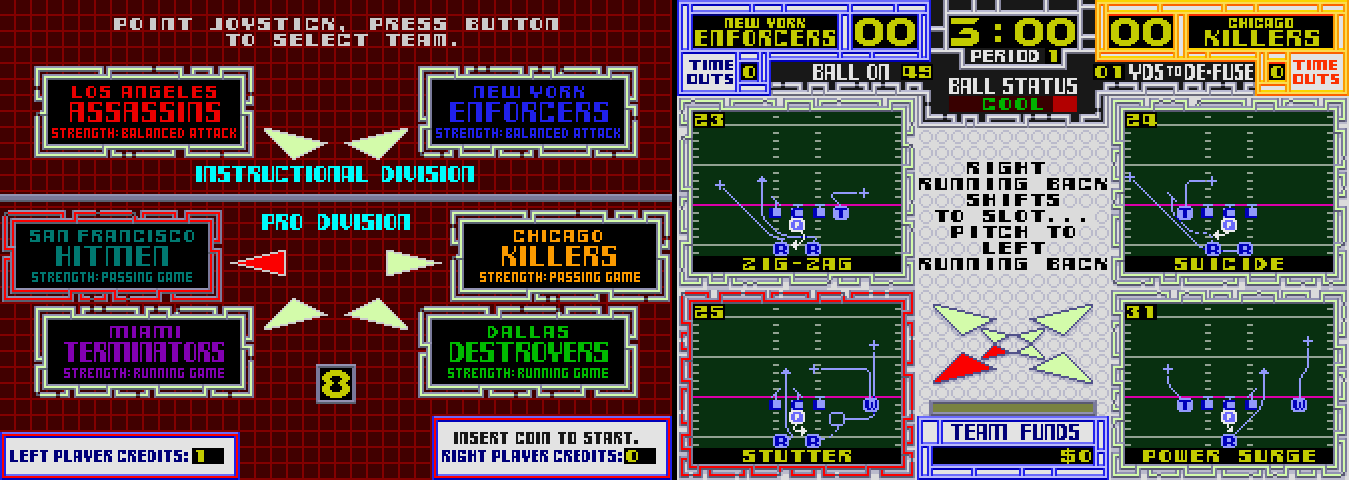 POINT JOYSTICK, PRESS BUTTON
TO SELECT TEAM.
LOS ANGELES
ASSASSINS
STRENGTH: BALANCED ATTACK
NEW YORK
ENFORCERS
STRENGTH: BALANCED ATTACK
INSTRUCTIONAL DIVISION
PRO DIVISION
SAN FRANCISCO
HITMEN
STRENGTH: PASSING GAME
CHICAGO
KILLERS
STRENGTH: PASSING GAME
MIAMI
TERMINATORS
STRENGTH: RUNNING GAME
DALLAS
DESTROYERS
STRENGTH: RUNNING GAME
8
LEFT PLAYER CREDITS: 1
INSERT COIN TO START.
RIGHT PLAYER CREDITS: 0
NEW YORK
ENFORCERS
00
3:00
PERIOD 1
00
CHICAGO
KILLERS
TIME
OUTS
0
BALL ON 45
BALL STATUS
COOL
01 YDS TO DE-FUSE
0
TIME
OUTS
23
T
Q
R R
ZIG-ZAG
24
T
Q
R R
SUICIDE
RIGHT
RUNNING BACK
SHIFTS
TO SLOT...
PITCH TO
LEFT
RUNNING BACK
25
W
Q
R R
STUTTER
31
T
Q
W
R
POWER SURGE
TEAM FUNDS
$0